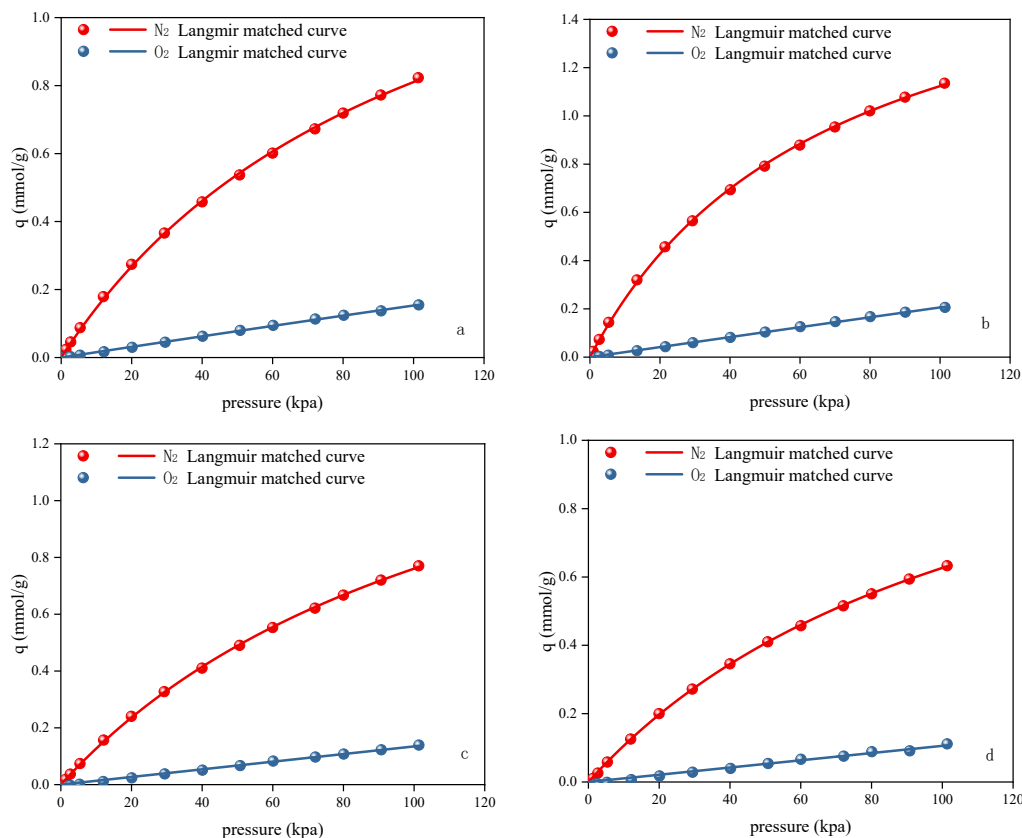 1.0
0.8
0.6
0.4
0.2
0.0
q (mmol/g)
N2 Langmir matched curve
O2 Langmir matched curve
a
0 20 40 60 80 100 120
pressure (kpa)
1.4
1.2
1.0
0.8
0.6
0.4
0.2
0.0
q (mmol/g)
N2 Langmuir matched curve
O2 Langmuir matched curve
b
0 20 40 60 80 100 120
pressure (kpa)
1.2
1.0
0.8
0.6
0.4
0.2
0.0
q (mmol/g)
N2 Langmuir matched curve
O2 Langmuir matched curve
c
0 20 40 60 80 100 120
pressure (kpa)
1.0
0.8
0.6
0.4
0.2
0.0
q (mmol/g)
N2 Langmuir matched curve
O2 Langmuir matched curve
d
0 20 40 60 80 100 120
pressure (kpa)